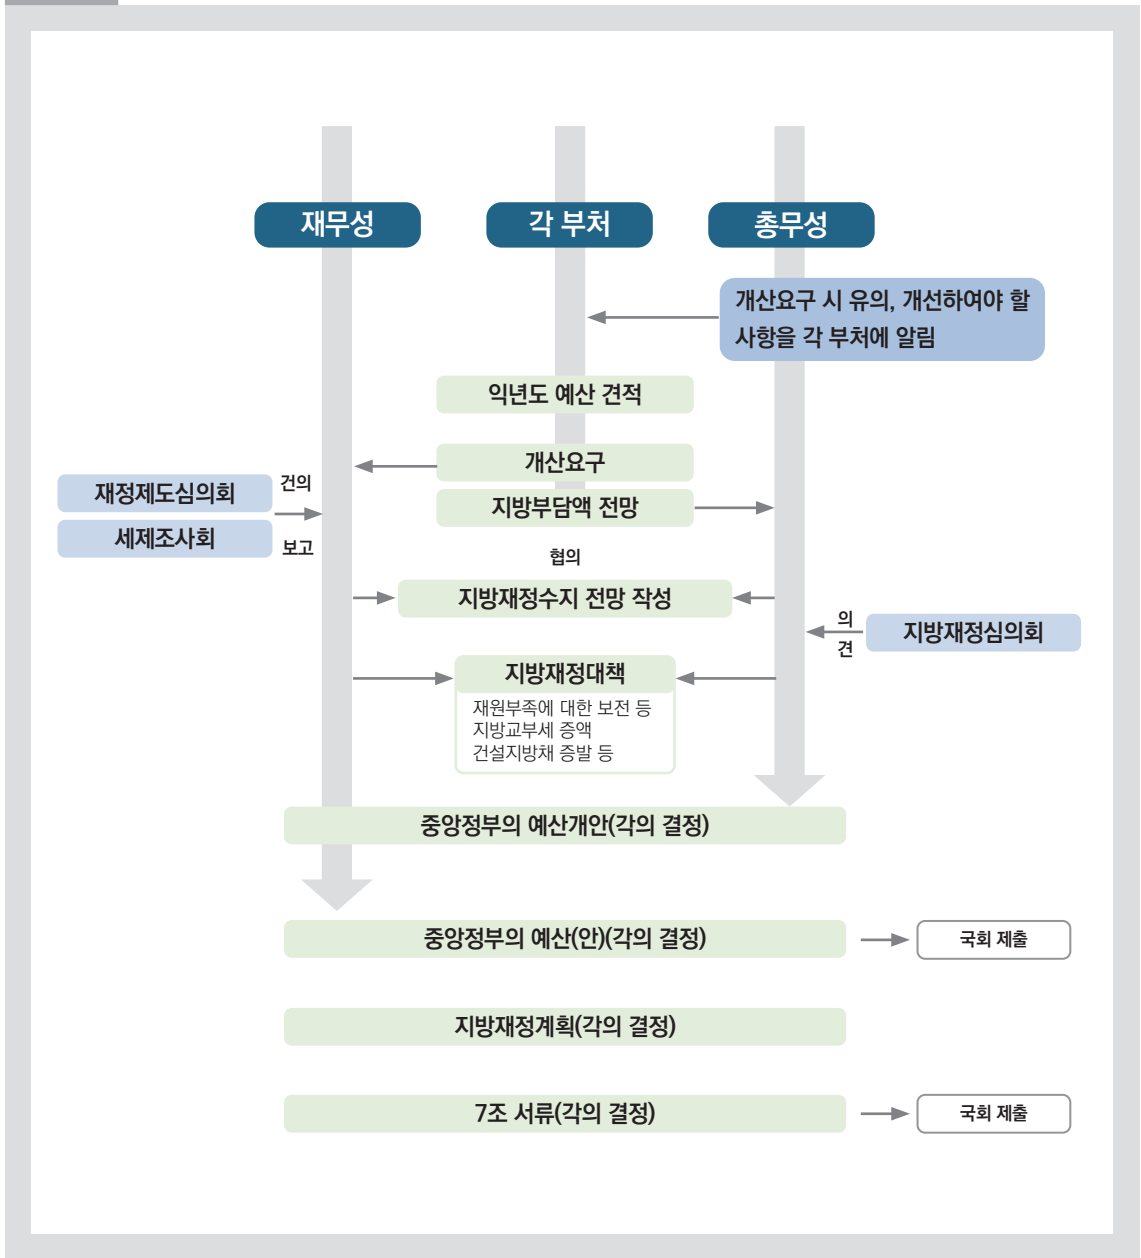 재무성
각 부처
총무성
개산요구 시 유의, 개선하여야 할
사항을 각 부처에 알림
익년도 예산 견적
개산요구
재정제도심의회
건의
지방부담액 전망
세제조사회
보고
협의
지방재정수지 전망 작성
의
견
지방재정심의회
지방재정대책
재원부족에 대한 보전 등
지방교부세 증액
건설지방채 증발 등
중앙정부의 예산개안(각의 결정)
중앙정부의 예산(안)(각의 결정)
국회 제출
지방재정계획(각의 결정)
7조 서류(각의 결정)
국회 제출